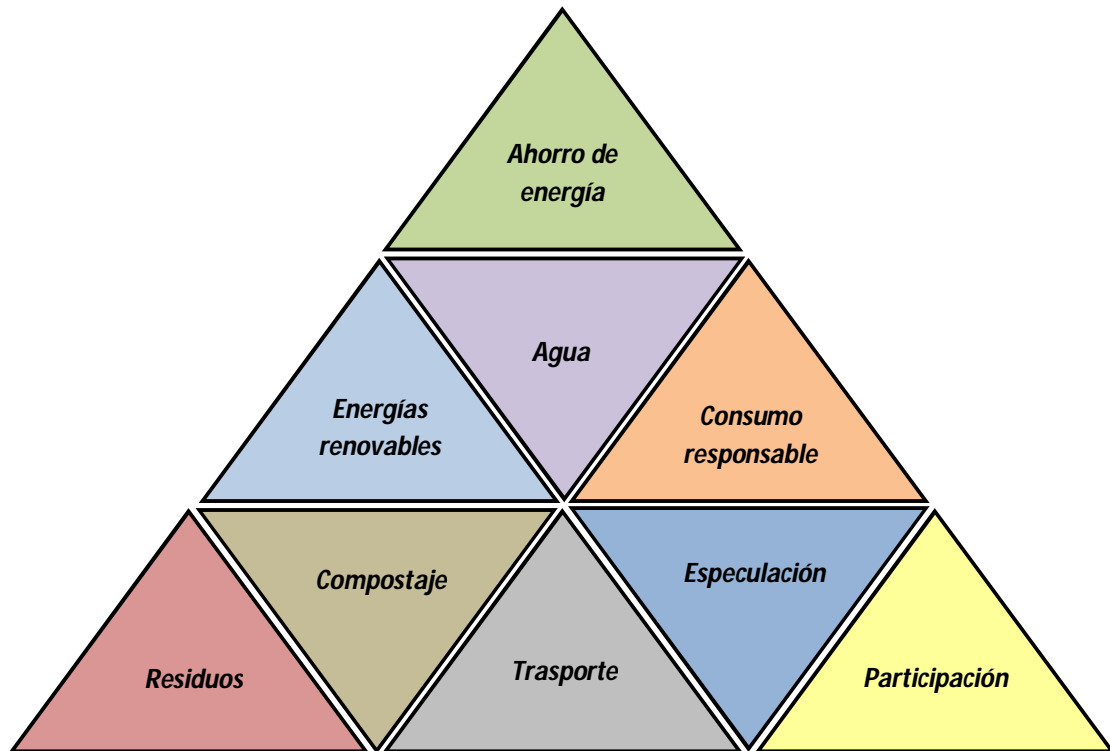 Ahorro de
energía
Agua
Energías
renovables
Consumo
responsable
Compostaje
Especulación
Residuos
Trasporte
Participación